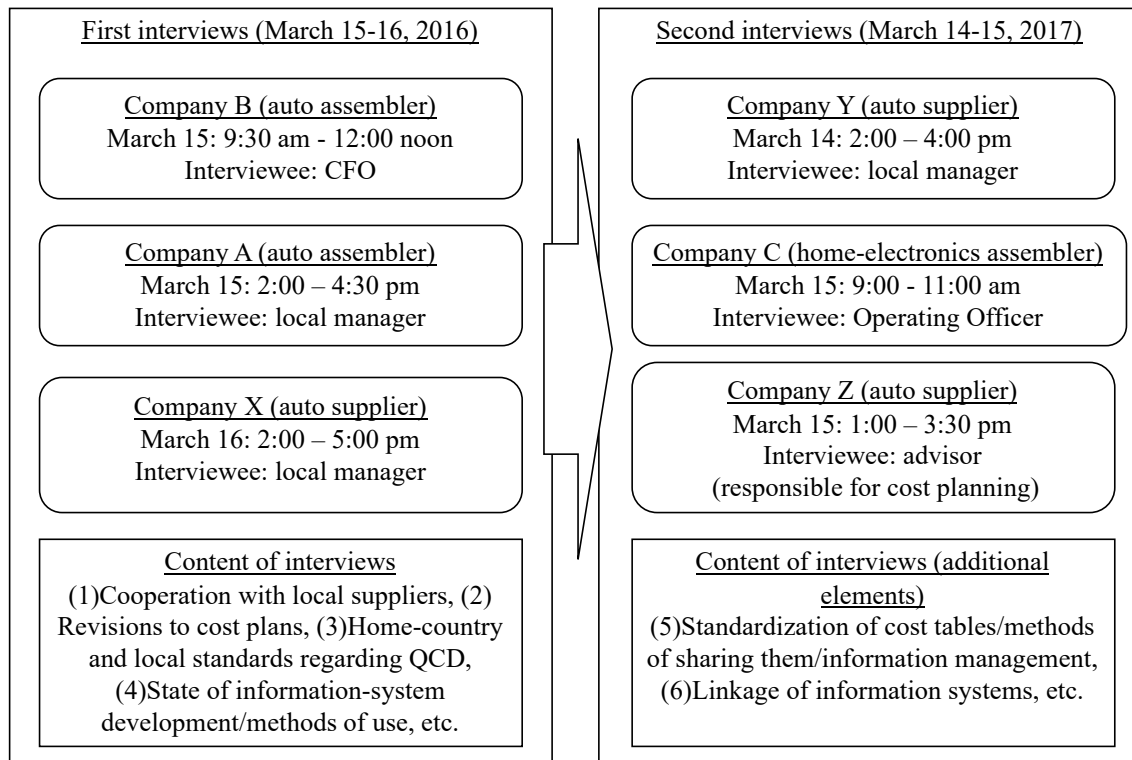 First interviews (March 15-16, 2016)
Company B (auto assembler)
March 15: 9:30 am - 12:00 noon
Interviewee: CFO
Company A (auto assembler)
March 15: 2:00 – 4:30 pm
Interviewee: local manager
Company X (auto supplier)
March 16: 2:00 – 5:00 pm
Interviewee: local manager
Content of interviews
(1)Cooperation with local suppliers, (2)
Revisions to cost plans, (3)Home-country
and local standards regarding QCD,
(4)State of information-system
development/methods of use, etc.
Second interviews (March 14-15, 2017)
Company Y (auto supplier)
March 14: 2:00 – 4:00 pm
Interviewee: local manager
Company C (home-electronics assembler)
March 15: 9:00 - 11:00 am
Interviewee: Operating Officer
Company Z (auto supplier)
March 15: 1:00 – 3:30 pm
Interviewee: advisor
(responsible for cost planning)
Content of interviews (additional
elements)
(5)Standardization of cost tables/methods
of sharing them/information management,
(6)Linkage of information systems, etc.